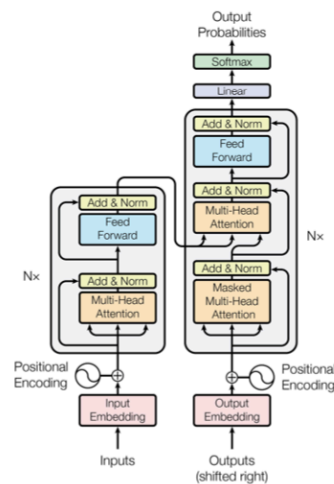 Output
Probabilities
Softmax
Linear
Add & Norm
Feed
Forward
Add & Norm
Multi-Head
Attention
Add & Norm
Masked
Multi-Head
Attention
Nx
Positional
Encoding
Output
Embedding
Outputs
(shifted right)
Add & Norm
Feed
Forward
Add & Norm
Multi-Head
Attention
Nx
Positional
Encoding
Input
Embedding
Inputs